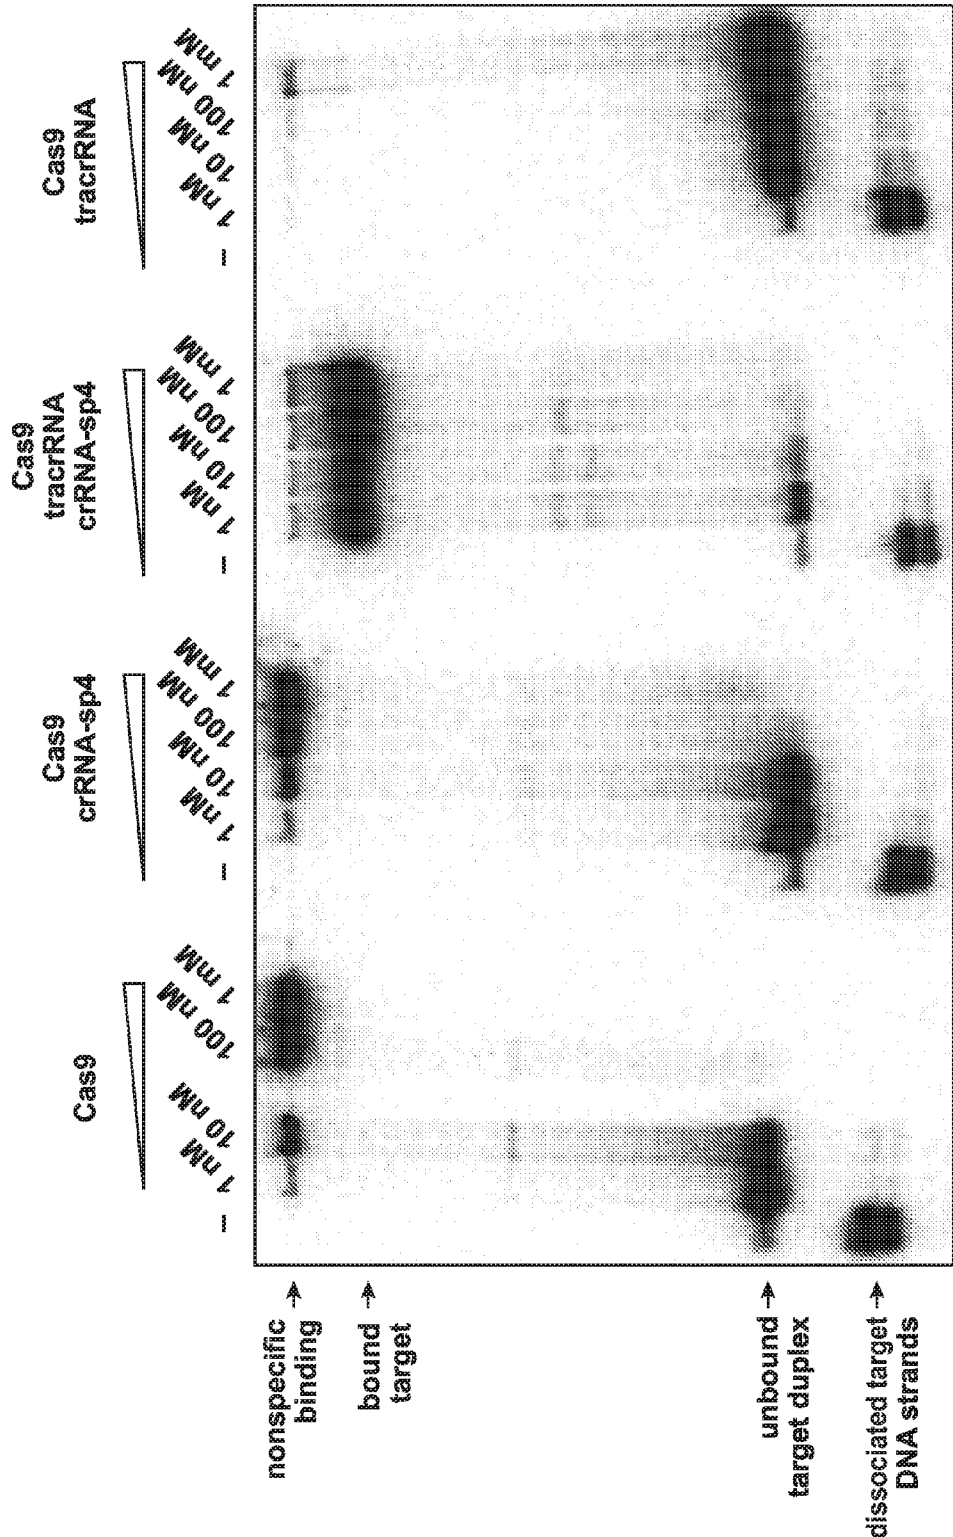 Cas9
– 1 nM 10 nM 100 nM 1 mM
Cas9
crRNA-sp4
– 1 nM 10 nM 100 nM 1 mM
Cas9
tracrRNA
crRNA-sp4
– 1 nM 10 nM 100 nM 1 mM
Cas9
tracrRNA
– 1 nM 10 nM 100 nM 1 mM
nonspecific
binding
bound
target
unbound
target duplex
dissociated target
DNA strands